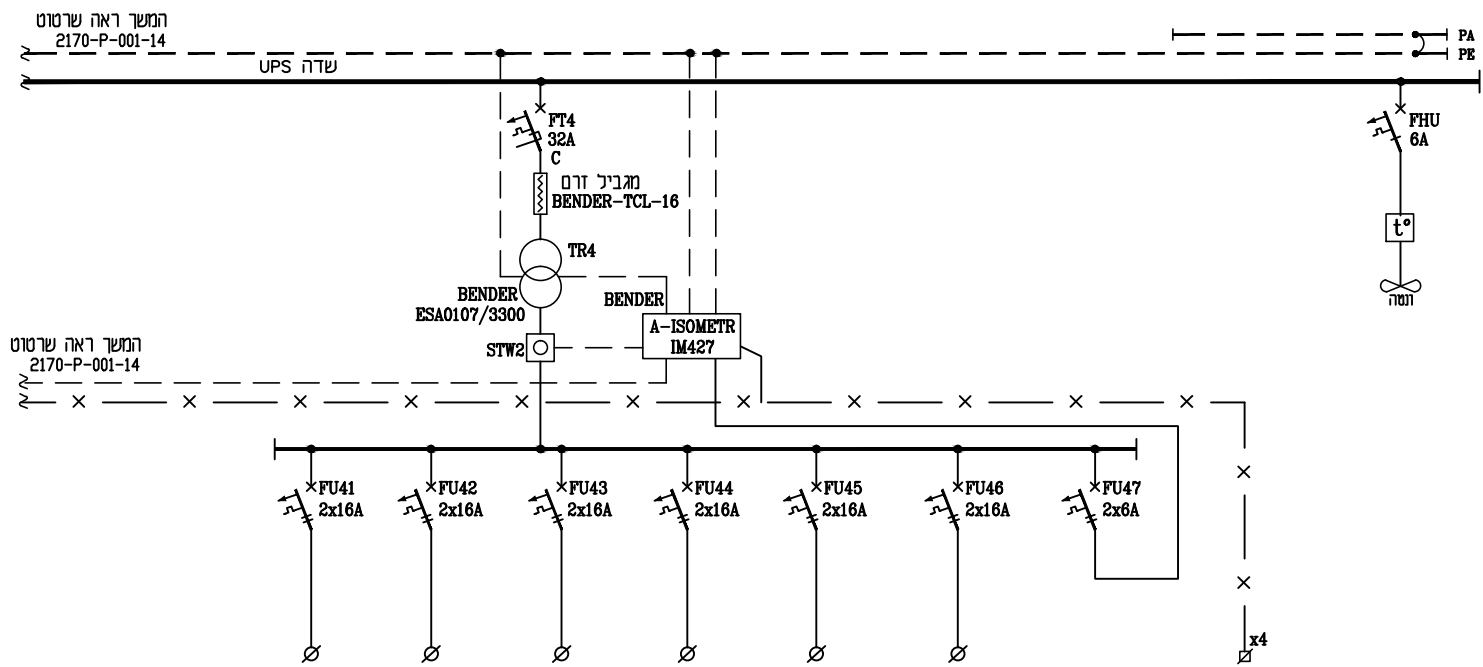 המשך ראה שרטוט
2170-P-001-14
PA
PE
שדה UPS
FT4
32A
C
FHU
6A
מגביל זרם
BENDER-TCL-16
t°
TR4
BENDER
ESA0107/3300
BENDER
ונטה
A-ISOMETR
IM427
STW2
המשך ראה שרטוט
2170-P-001-14
FU41
2x16A
FU42
2x16A
FU43
2x16A
FU44
2x16A
FU45
2x16A
FU46
2x16A
FU47
2x6A
x4